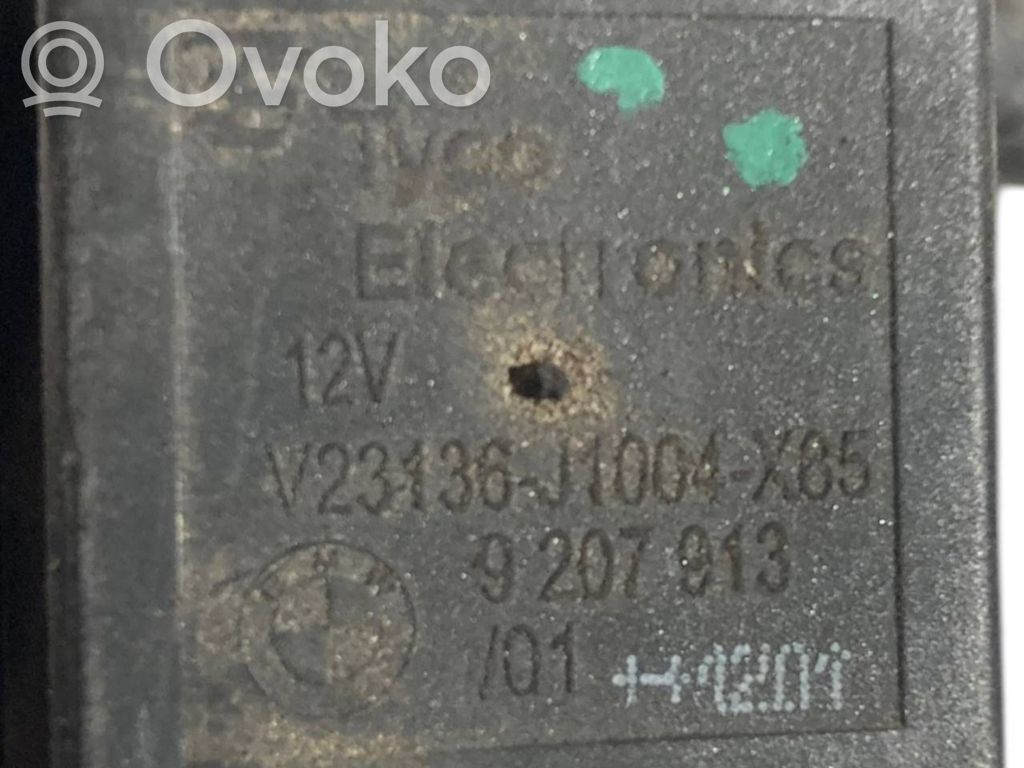 Ovoko
Tyco
Electronics
12V
V23136-J1004-X65
9 207 913
/01